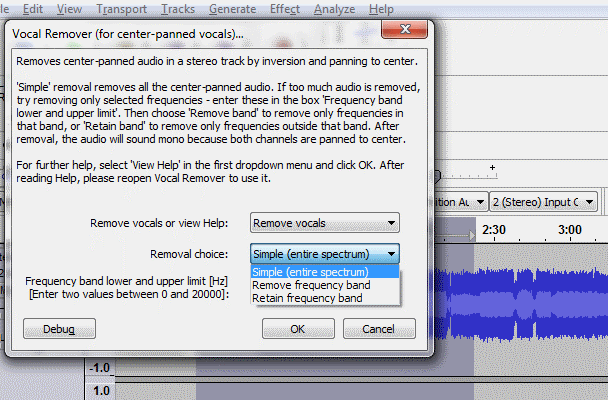 le Edit View Transport Tracks Generate Effect Analyze Help
Vocal Remover (for center-panned vocals)...
Removes center-panned audio in a stereo track by inversion and panning to center.
'Simple' removal removes all the center-panned audio. If too much audio is removed,
try removing only selected frequencies - enter these in the box 'Frequency band
lower and upper limit'. Then choose 'Remove band' to remove only frequencies in
that band, or 'Retain band' to remove only frequencies outside that band. After
removal, the audio will sound mono because both channels are panned to center.
For further help, select 'View Help' in the first dropdown menu and click OK. After
reading Help, please reopen Vocal Remover to use it.
ition Au 2 (Stereo) Input C
Remove vocals or view Help: Remove vocals
2:30 3:00
Removal choice: Simple (entire spectrum)
Simple (entire spectrum)
Frequency band lower and upper limit [Hz]
Remove frequency band
[Enter two values between 0 and 20000]:
Retain frequency band
Debug OK Cancel
-1.0
1.0